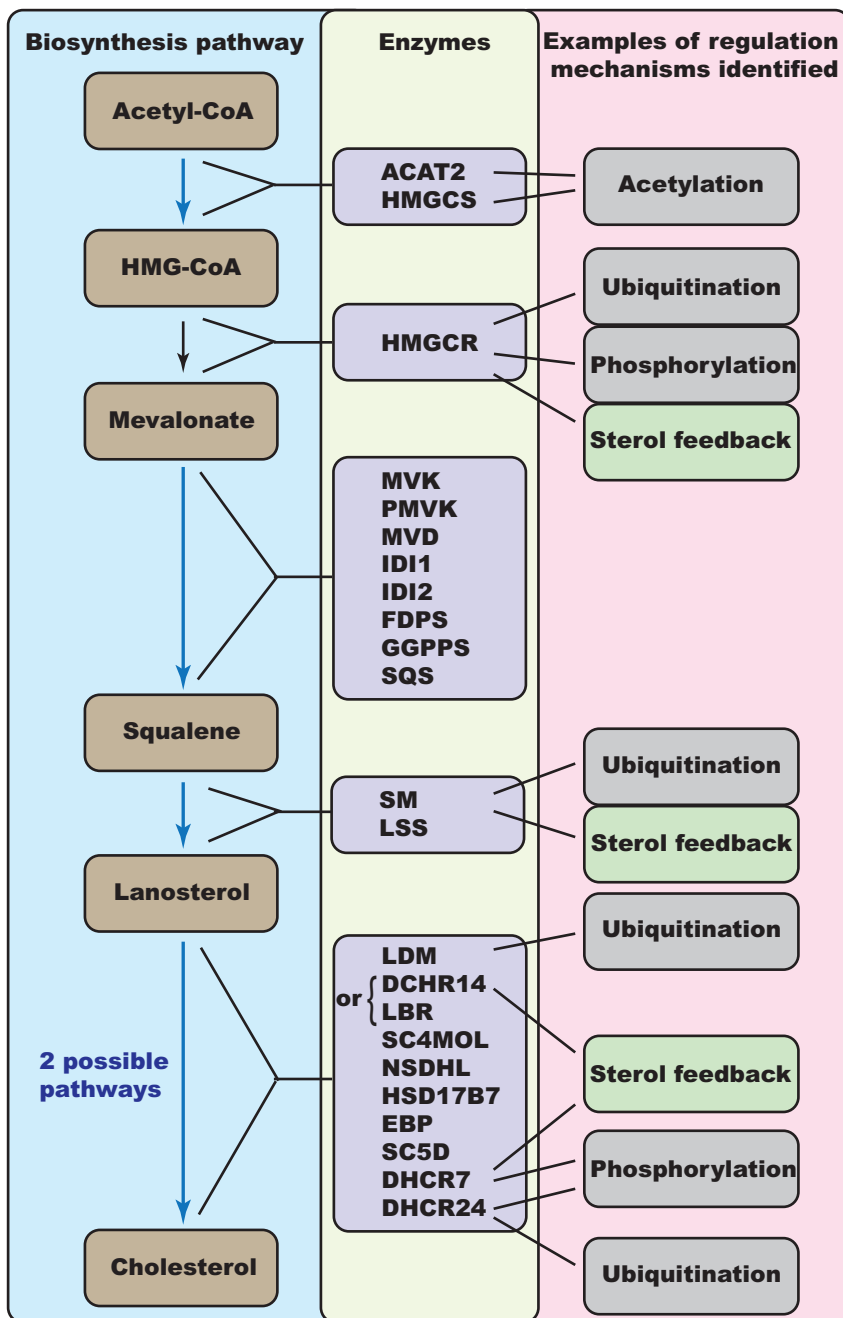 Biosynthesis pathway
Enzymes
Examples of regulation
mechanisms identified
Acetyl-CoA
ACAT2
HMGCS
Acetylation
HMG-CoA
Ubiquitination
HMGCR
Phosphorylation
Mevalonate
Sterol feedback
MVK
PMVK
MVD
IDI1
IDI2
FDPS
GGPPS
SQS
Squalene
Ubiquitination
SM
LSS
Sterol feedback
Lanosterol
Ubiquitination
LDM
or {
DCHR14
LBR
SC4MOL
NSDHL
HSD17B7
EBP
SC5D
DHCR7
DHCR24
2 possible
pathways
Sterol feedback
Phosphorylation
Cholesterol
Ubiquitination